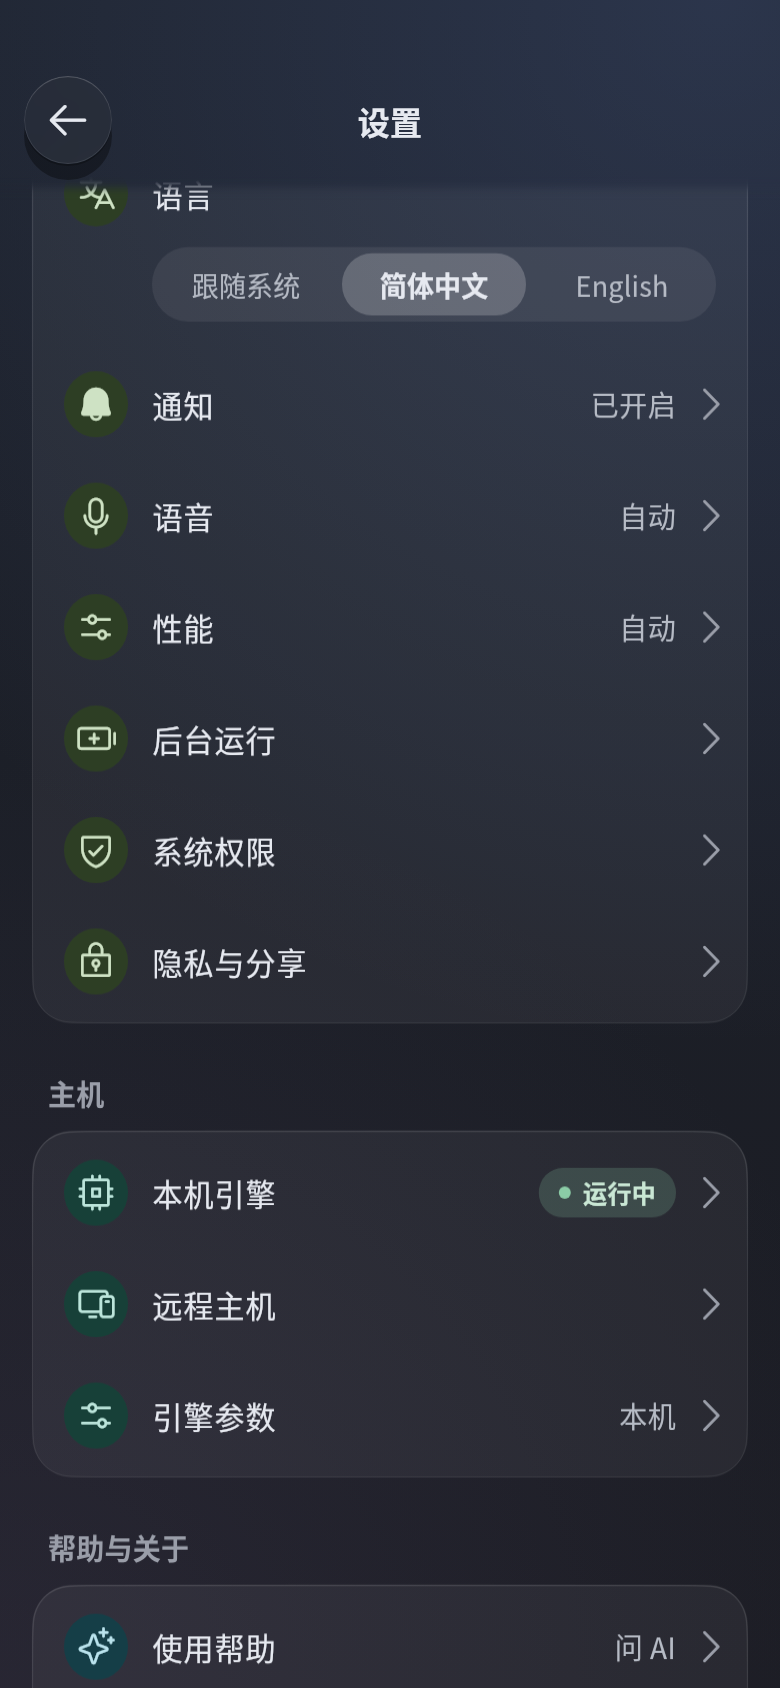 设置
语言
跟随系统 简体中文 English
通知 已开启
语音 自动
性能 自动
后台运行
系统权限
隐私与分享
主机
本机引擎 运行中
远程主机
引擎参数 本机
帮助与关于
使用帮助 问 AI